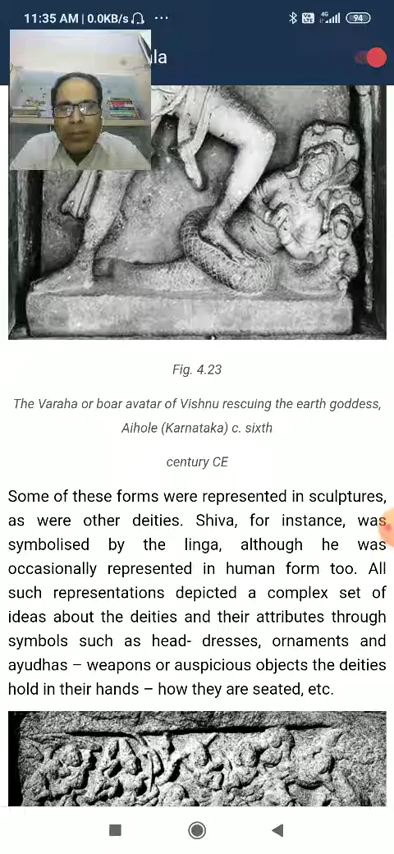 11:35 AM | 0.0KB/s
4G
94
la
Fig. 4.23
The Varaha or boar avatar of Vishnu rescuing the earth goddess,
Aihole (Karnataka) c. sixth
century CE
Some of these forms were represented in sculptures,
as were other deities. Shiva, for instance, was
symbolised by the linga, although he was
occasionally represented in human form too. All
such representations depicted a complex set of
ideas about the deities and their attributes through
symbols such as head- dresses, ornaments and
ayudhas – weapons or auspicious objects the deities
hold in their hands – how they are seated, etc.